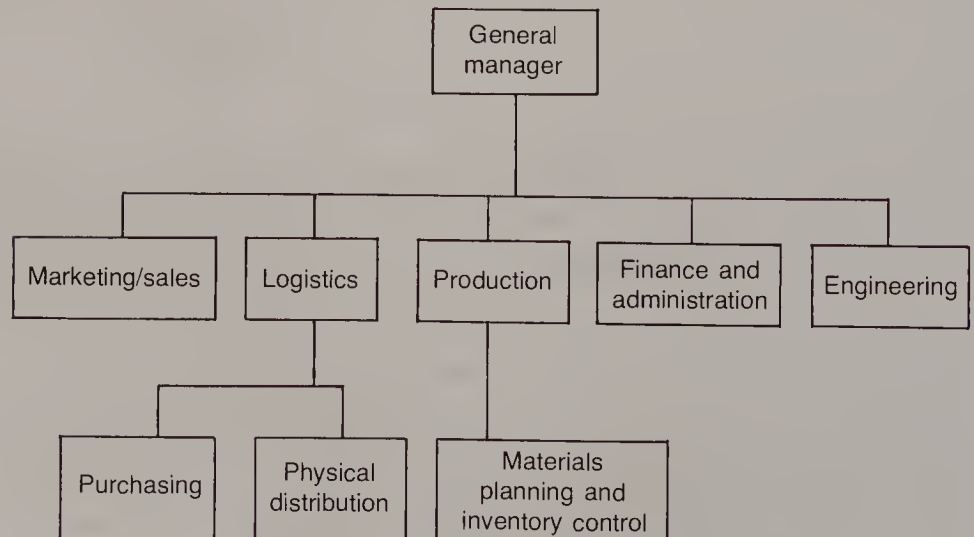 General
manager
Marketing/sales
Logistics
Production
Finance and
administration
Engineering
Purchasing
Physical
distribution
Materials
planning and
inventory control